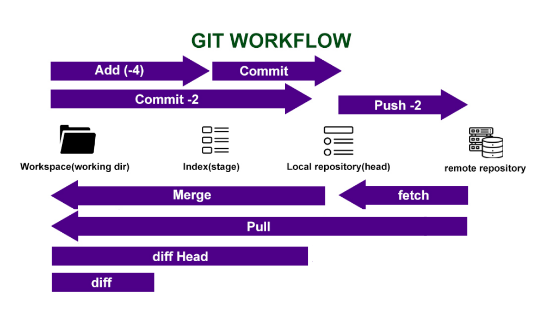 GIT WORKFLOW
Add (-4)
Commit
Commit -2
Push -2
Workspace(working dir)
Index(stage)
Local repository(head)
remote repository
Merge
fetch
Pull
diff Head
diff